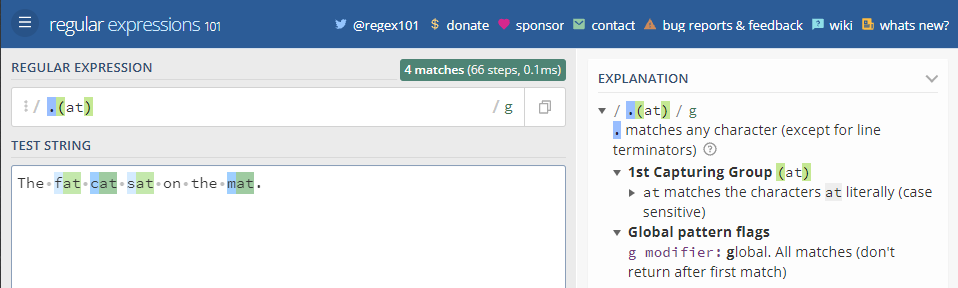 regular expressions 101
@regex101 $ donate sponsor contact bug reports & feedback wiki whats new?
REGULAR EXPRESSION
4 matches (66 steps, 0.1ms)
/ .(at) / g
TEST STRING
The·fat·cat·sat·on·the·mat.
EXPLANATION
/ .(at) / g
. matches any character (except for line
terminators)
1st Capturing Group (at)
at matches the characters at literally (case
sensitive)
Global pattern flags
g modifier: global. All matches (don't
return after first match)